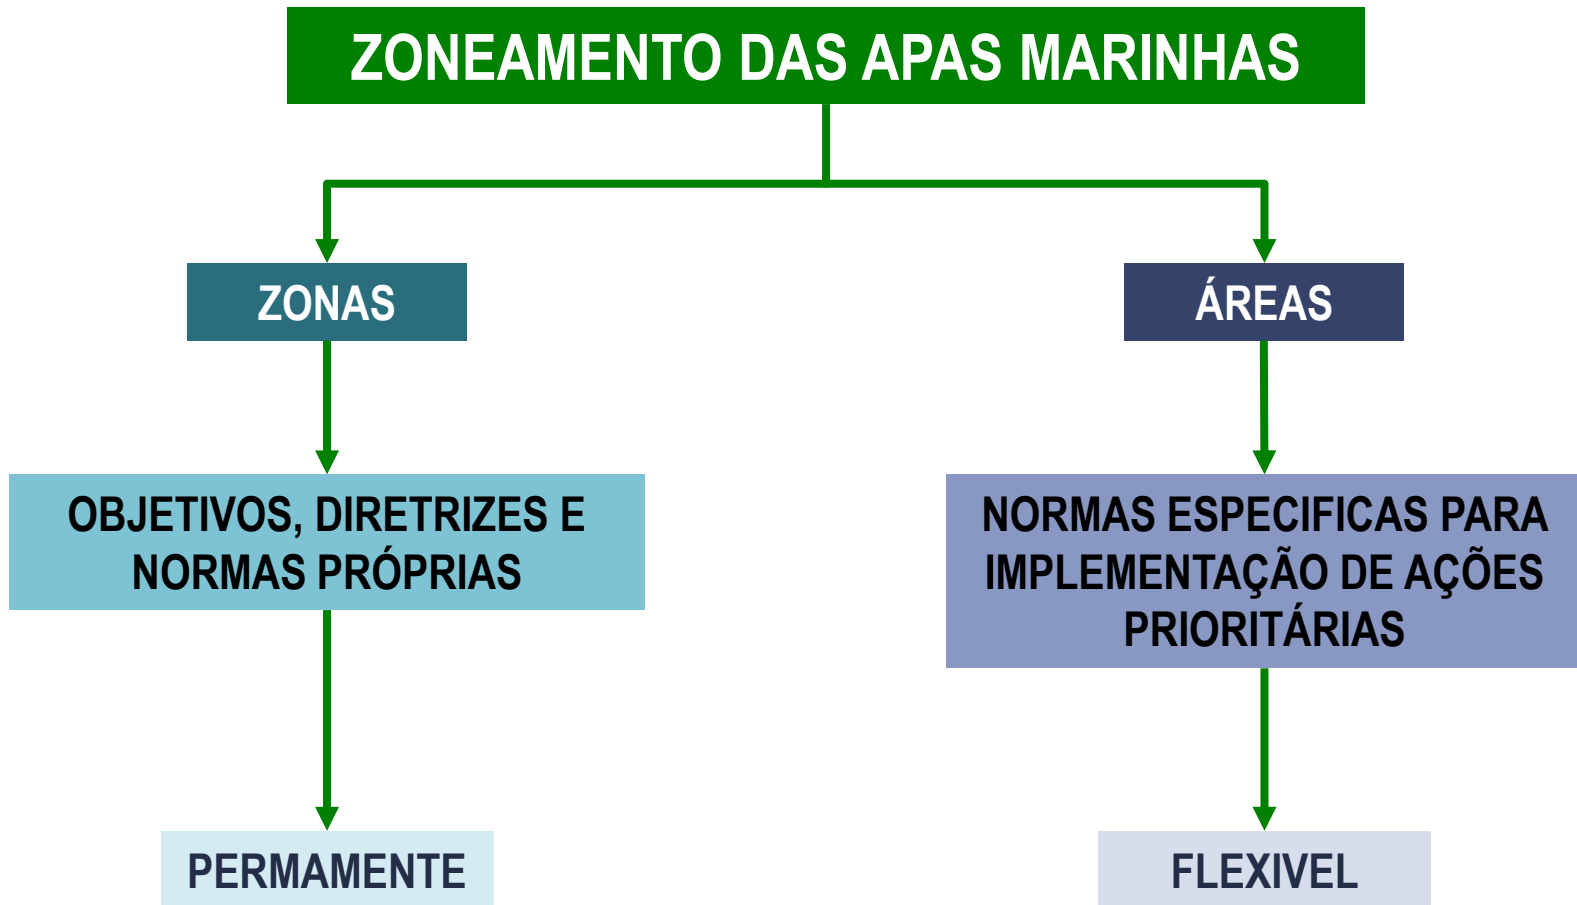 ZONEAMENTO DAS APAS MARINHAS
ZONAS
ÁREAS
OBJETIVOS, DIRETRIZES E
NORMAS PRÓPRIAS
NORMAS ESPECIFICAS PARA
IMPLEMENTAÇÃO DE AÇÕES
PRIORITÁRIAS
PERMAMENTE
FLEXIVEL